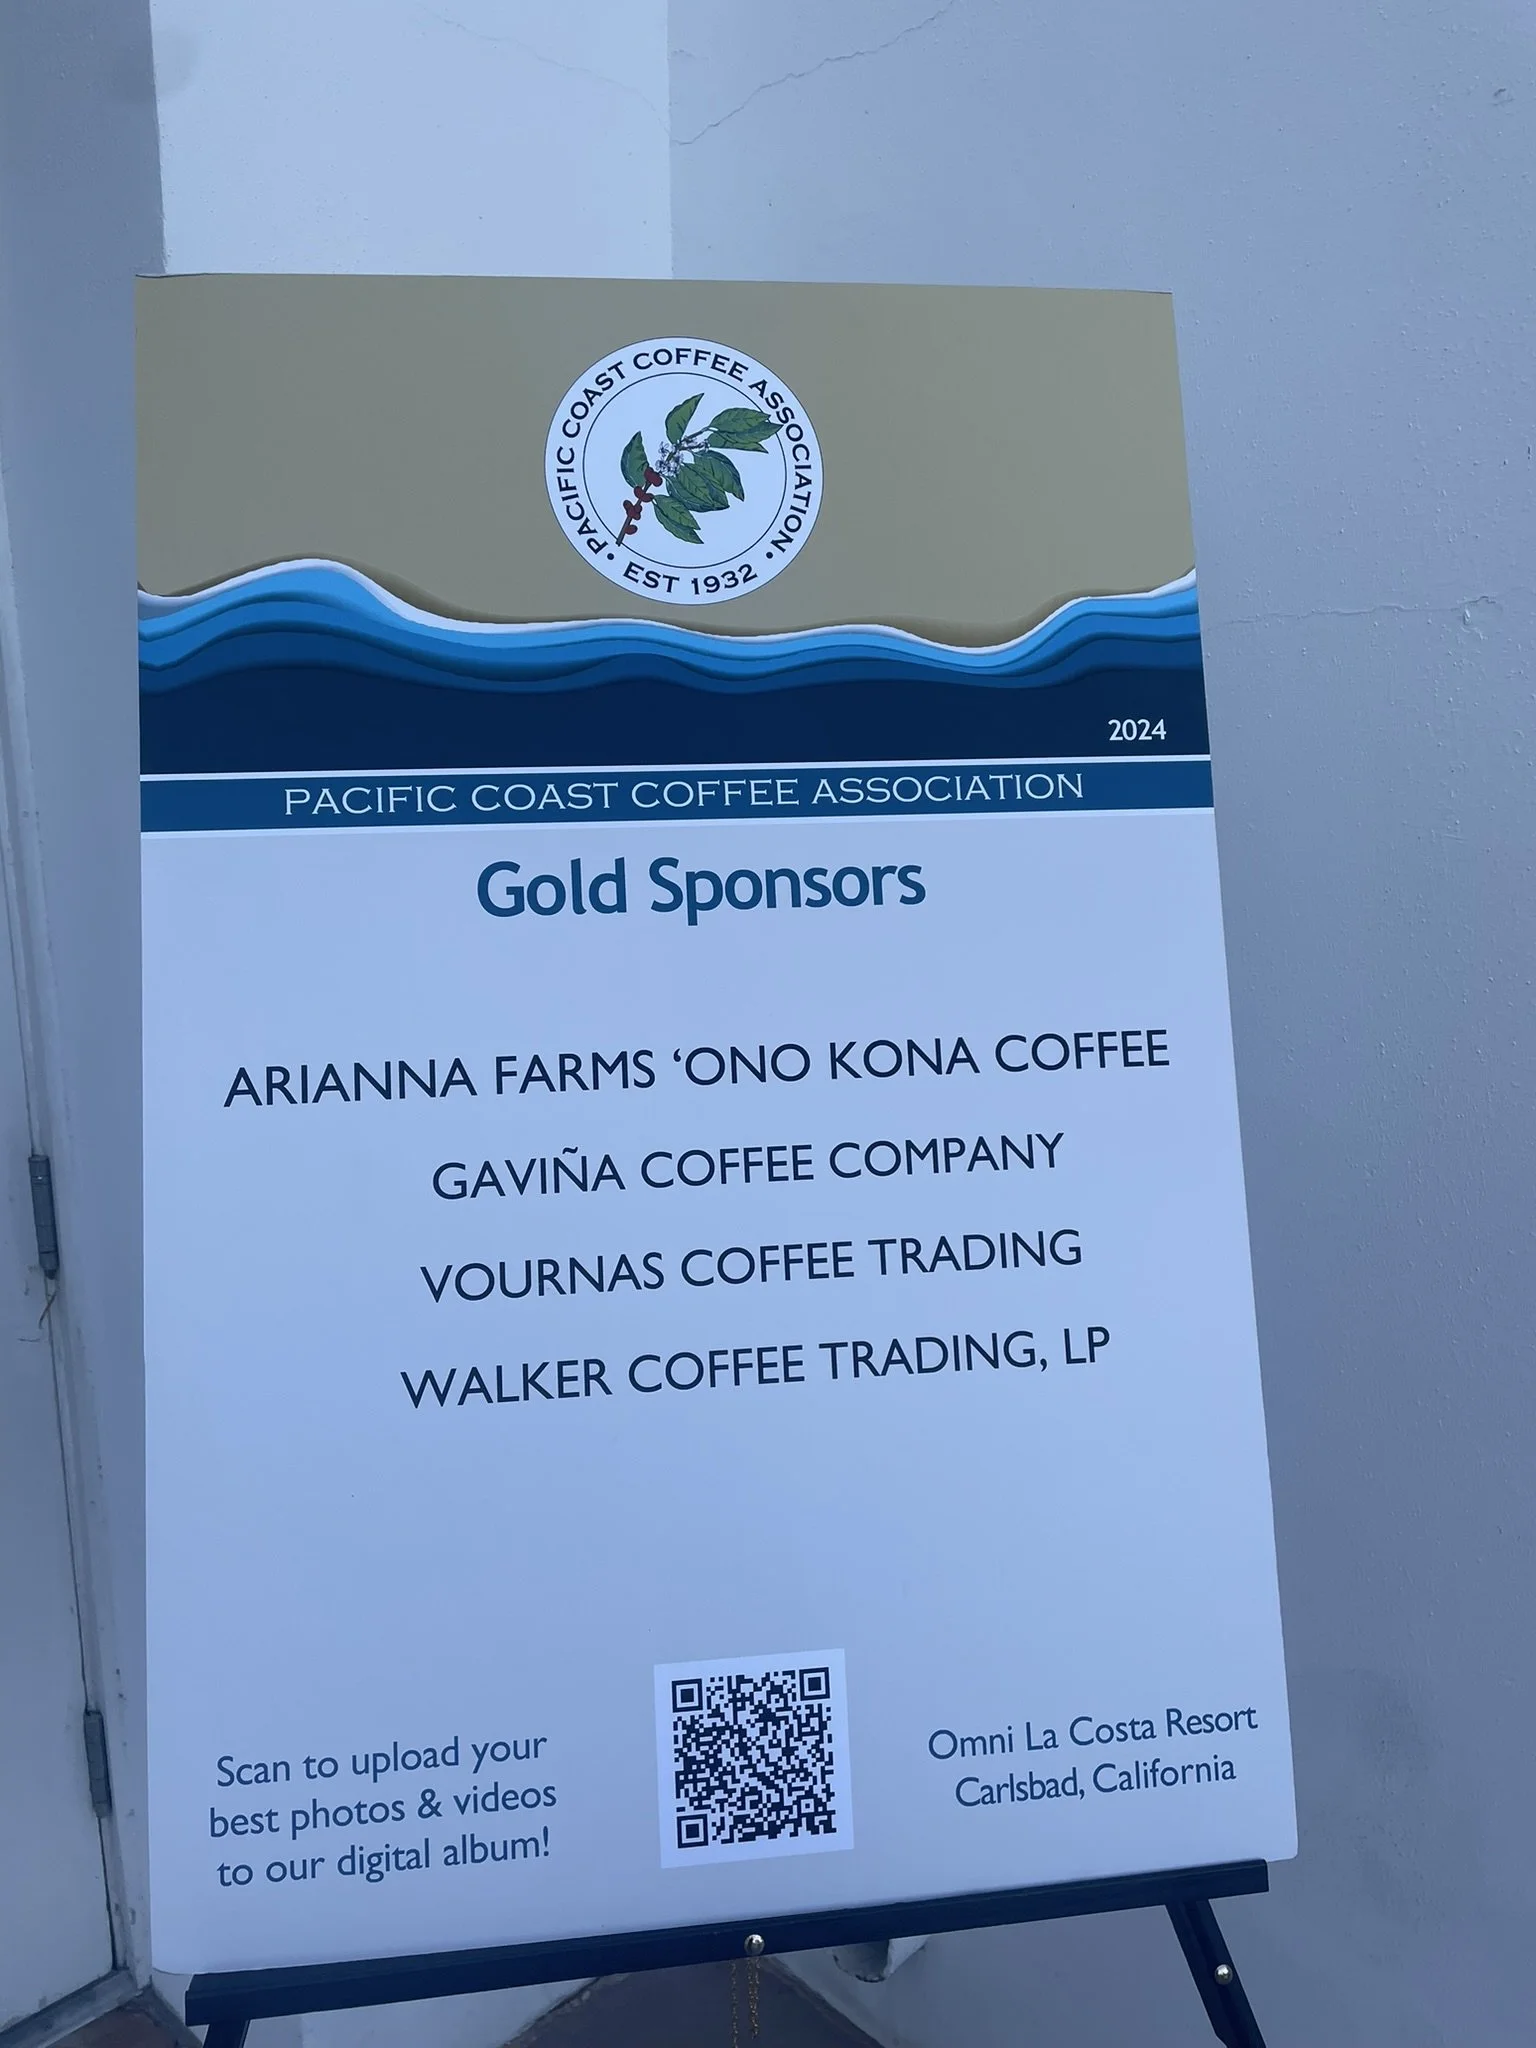 PACIFIC COAST COFFEE ASSOCIATION
• EST 1932 •
2024
PACIFIC COAST COFFEE ASSOCIATION
Gold Sponsors
ARIANNA FARMS ‘ONO KONA COFFEE
GAVIÑA COFFEE COMPANY
VOURNAS COFFEE TRADING
WALKER COFFEE TRADING, LP
Scan to upload your
best photos & videos
to our digital album!
Omni La Costa Resort
Carlsbad, California